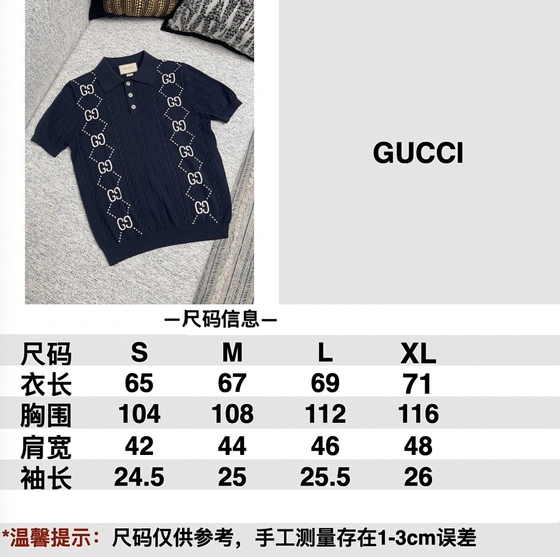 GUCCI
—尺码信息—
尺码 S M L XL
衣长 65 67 69 71
胸围 104 108 112 116
肩宽 42 44 46 48
袖长 24.5 25 25.5 26
*温馨提示：尺码仅供参考，手工测量存在1-3cm误差